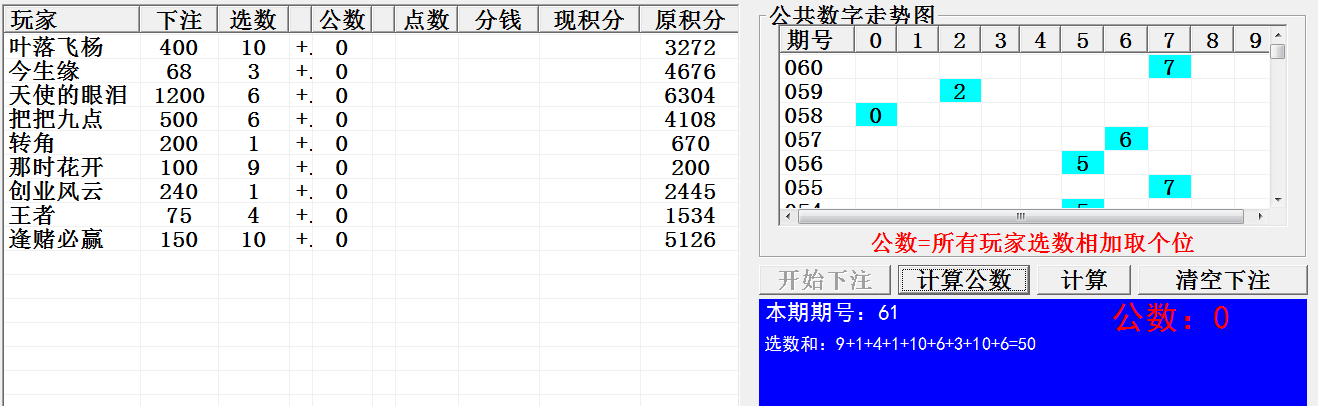 玩家 下注 选数 公数 点数 分钱 现积分 原积分
叶落飞杨 400 10 +. 0 3272
今生缘 68 3 +. 0 4676
天使的眼泪 1200 6 +. 0 6304
把把九点 500 6 +. 0 4108
转角 200 1 +. 0 670
那时花开 100 9 +. 0 200
创业风云 240 1 +. 0 2445
王者 75 4 +. 0 1534
逢赌必赢 150 10 +. 0 5126
公共数字走势图
期号 0 1 2 3 4 5 6 7 8 9
060 7
059 2
058 0
057 6
056 5
055 7
054 5
公数=所有玩家选数相加取个位
开始下注 计算公数 计算 清空下注
本期期号：61 公数：0
选数和：9+1+4+1+10+6+3+10+6=50